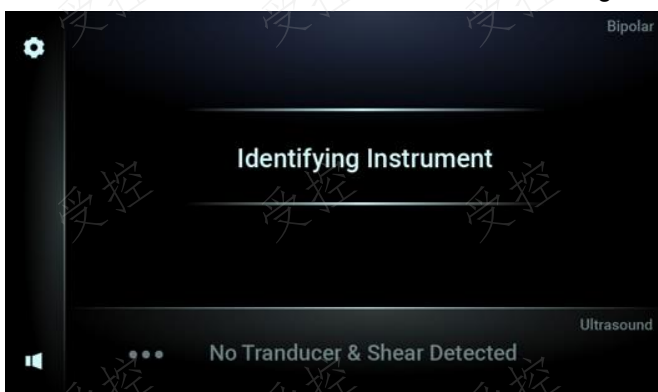 Bipolar
Identifying Instrument
Ultrasound
No Tranducer & Shear Detected
受控 受控 受控
受控 受控 受控
受控 受控 受控